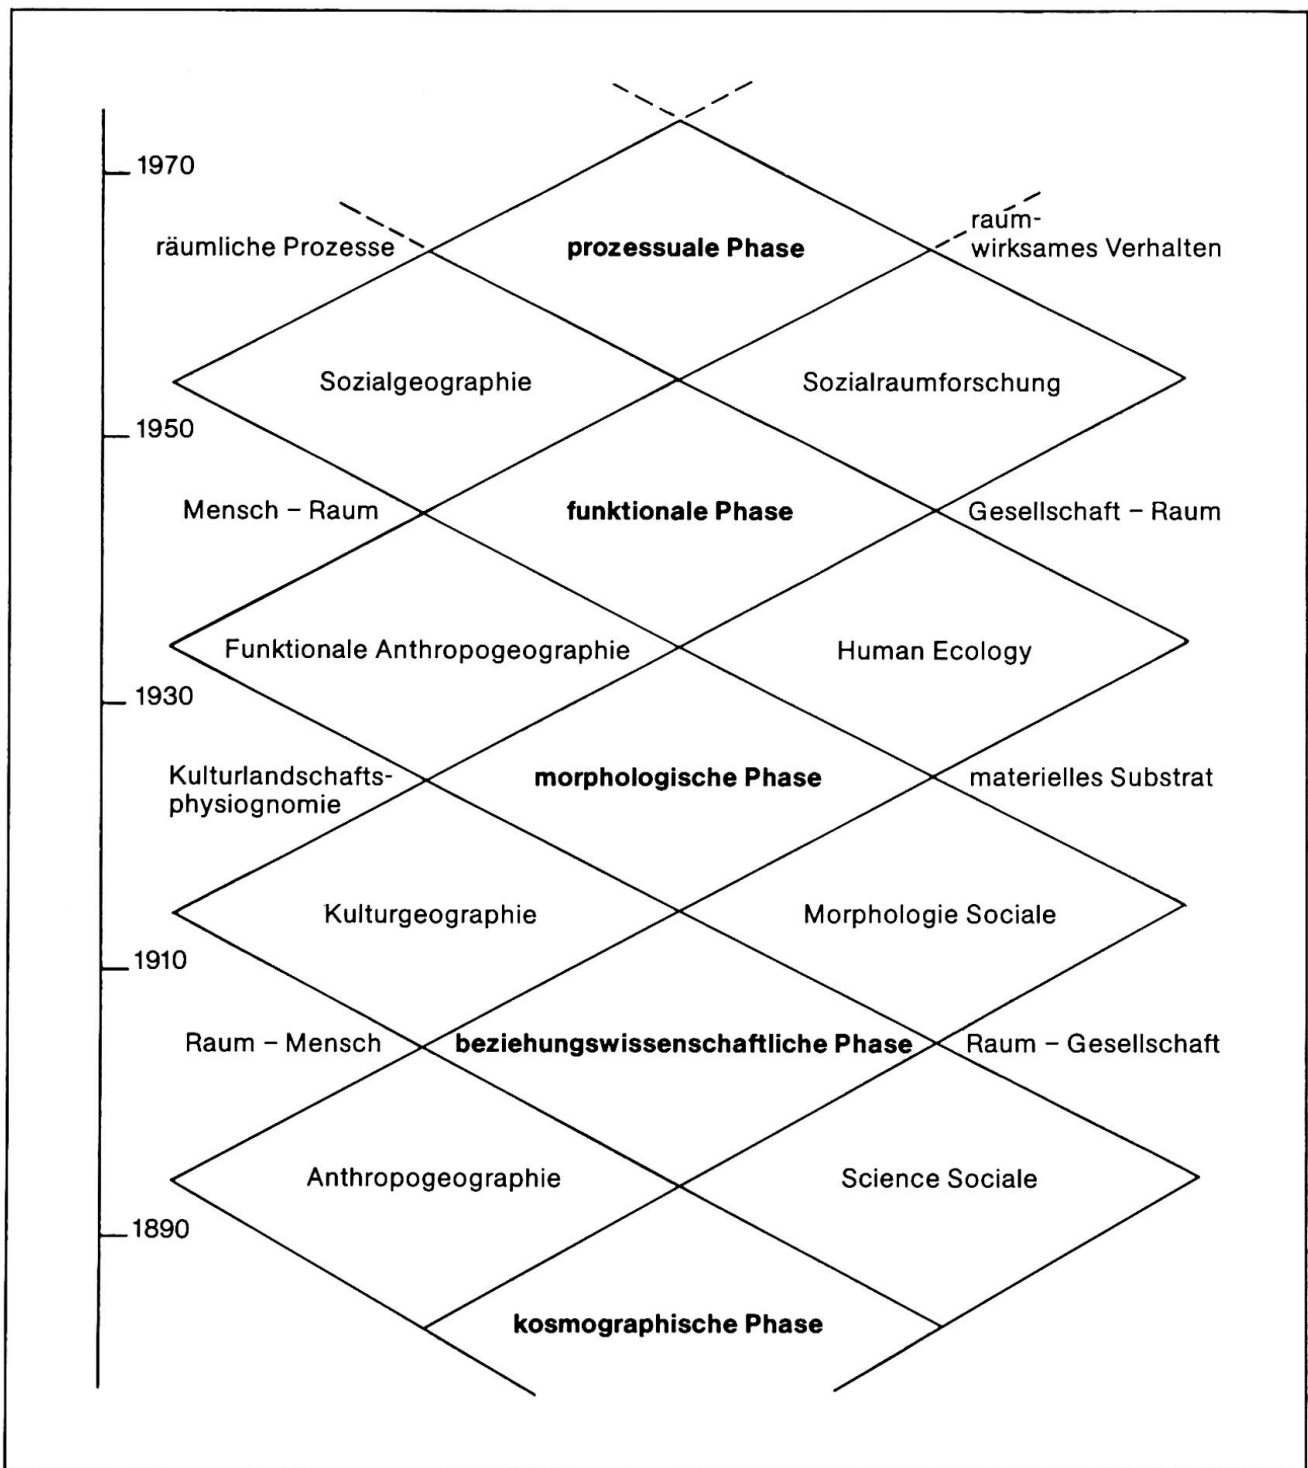 1970
räumliche Prozesse
prozessuale Phase
raum-
wirksames Verhalten
Sozialgeographie
Sozialraumforschung
1950
Mensch – Raum
funktionale Phase
Gesellschaft – Raum
Funktionale Anthropogeographie
Human Ecology
1930
Kulturlandschafts-
physiognomie
morphologische Phase
materielles Substrat
Kulturgeographie
Morphologie Sociale
1910
Raum – Mensch
beziehungswissenschaftliche Phase
Raum – Gesellschaft
Anthropogeographie
Science Sociale
1890
kosmographische Phase